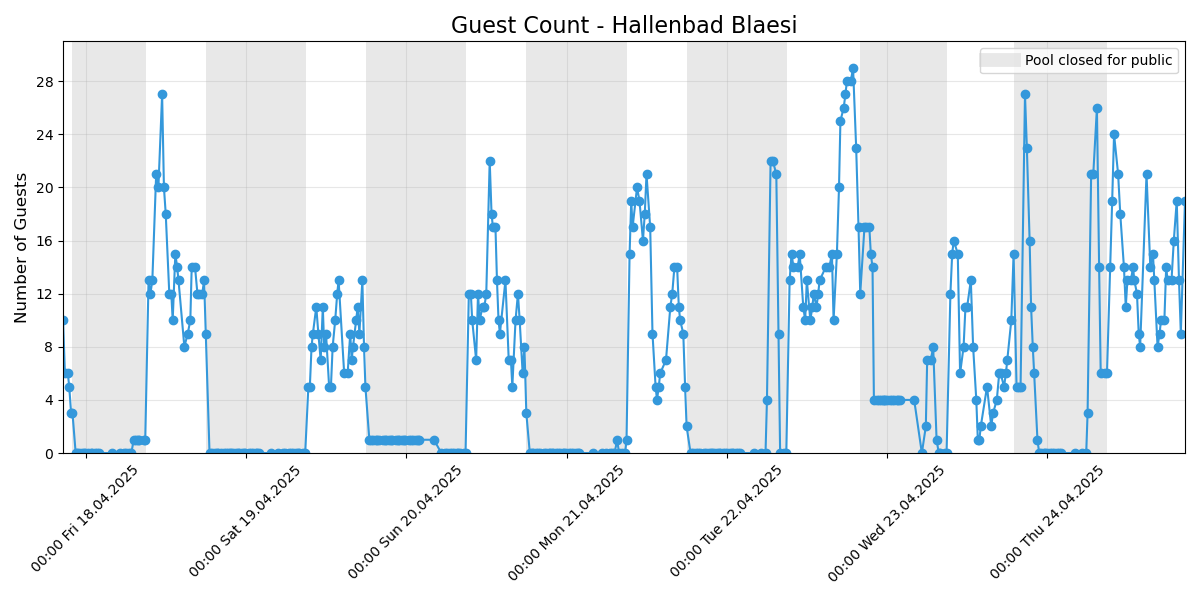 Guest Count - Hallenbad Blaesi
Pool closed for public
Number of Guests
28
24
20
16
12
8
4
0
00:00 Fri 18.04.2025
00:00 Sat 19.04.2025
00:00 Sun 20.04.2025
00:00 Mon 21.04.2025
00:00 Tue 22.04.2025
00:00 Wed 23.04.2025
00:00 Thu 24.04.2025